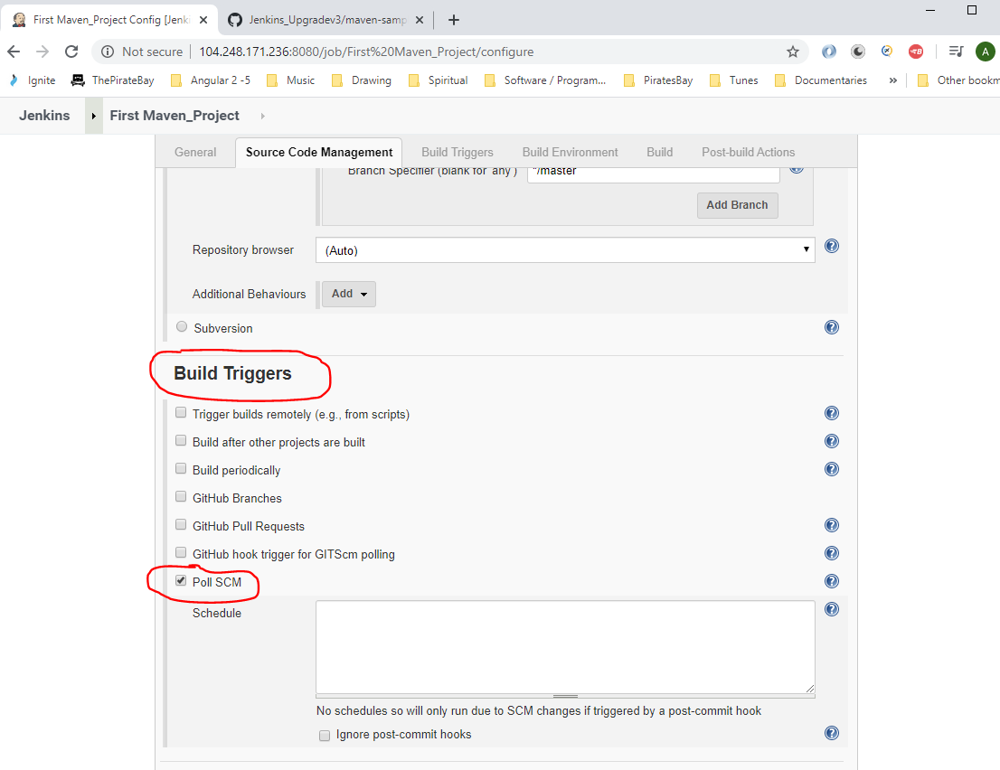 First Maven_Project Config [Jenk
Jenkins_Upgradev3/maven-samp
Not secure | 104.248.171.236:8080/job/First%20Maven_Project/configure
A
Ignite ThePirateBay Angular 2 -5 Music Drawing Spiritual Software / Program... PiratesBay Tunes Documentaries » Other bookm
Jenkins First Maven_Project
General Source Code Management Build Triggers Build Environment Build Post-build Actions
Branch Specifier (blank for 'any') */master
Add Branch
Repository browser (Auto)
Additional Behaviours Add
Subversion
Build Triggers
Trigger builds remotely (e.g., from scripts)
Build after other projects are built
Build periodically
GitHub Branches
GitHub Pull Requests
GitHub hook trigger for GITScm polling
Poll SCM
Schedule
No schedules so will only run due to SCM changes if triggered by a post-commit hook
Ignore post-commit hooks